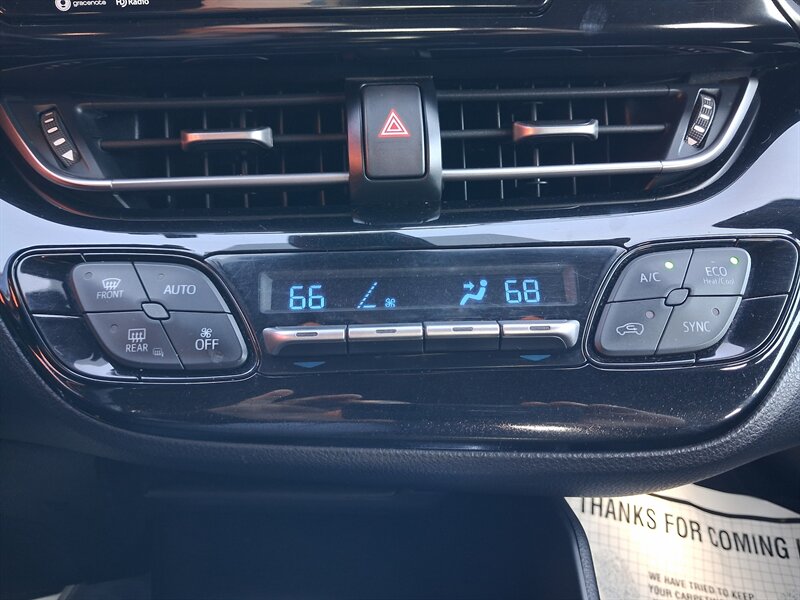 gracenote HD Radio
FRONT
AUTO
REAR
OFF
66
68
A/C
ECO
Heat/Cool
SYNC
THANKS FOR COMING
WE HAVE TRIED TO KEEP
YOUR CARPET